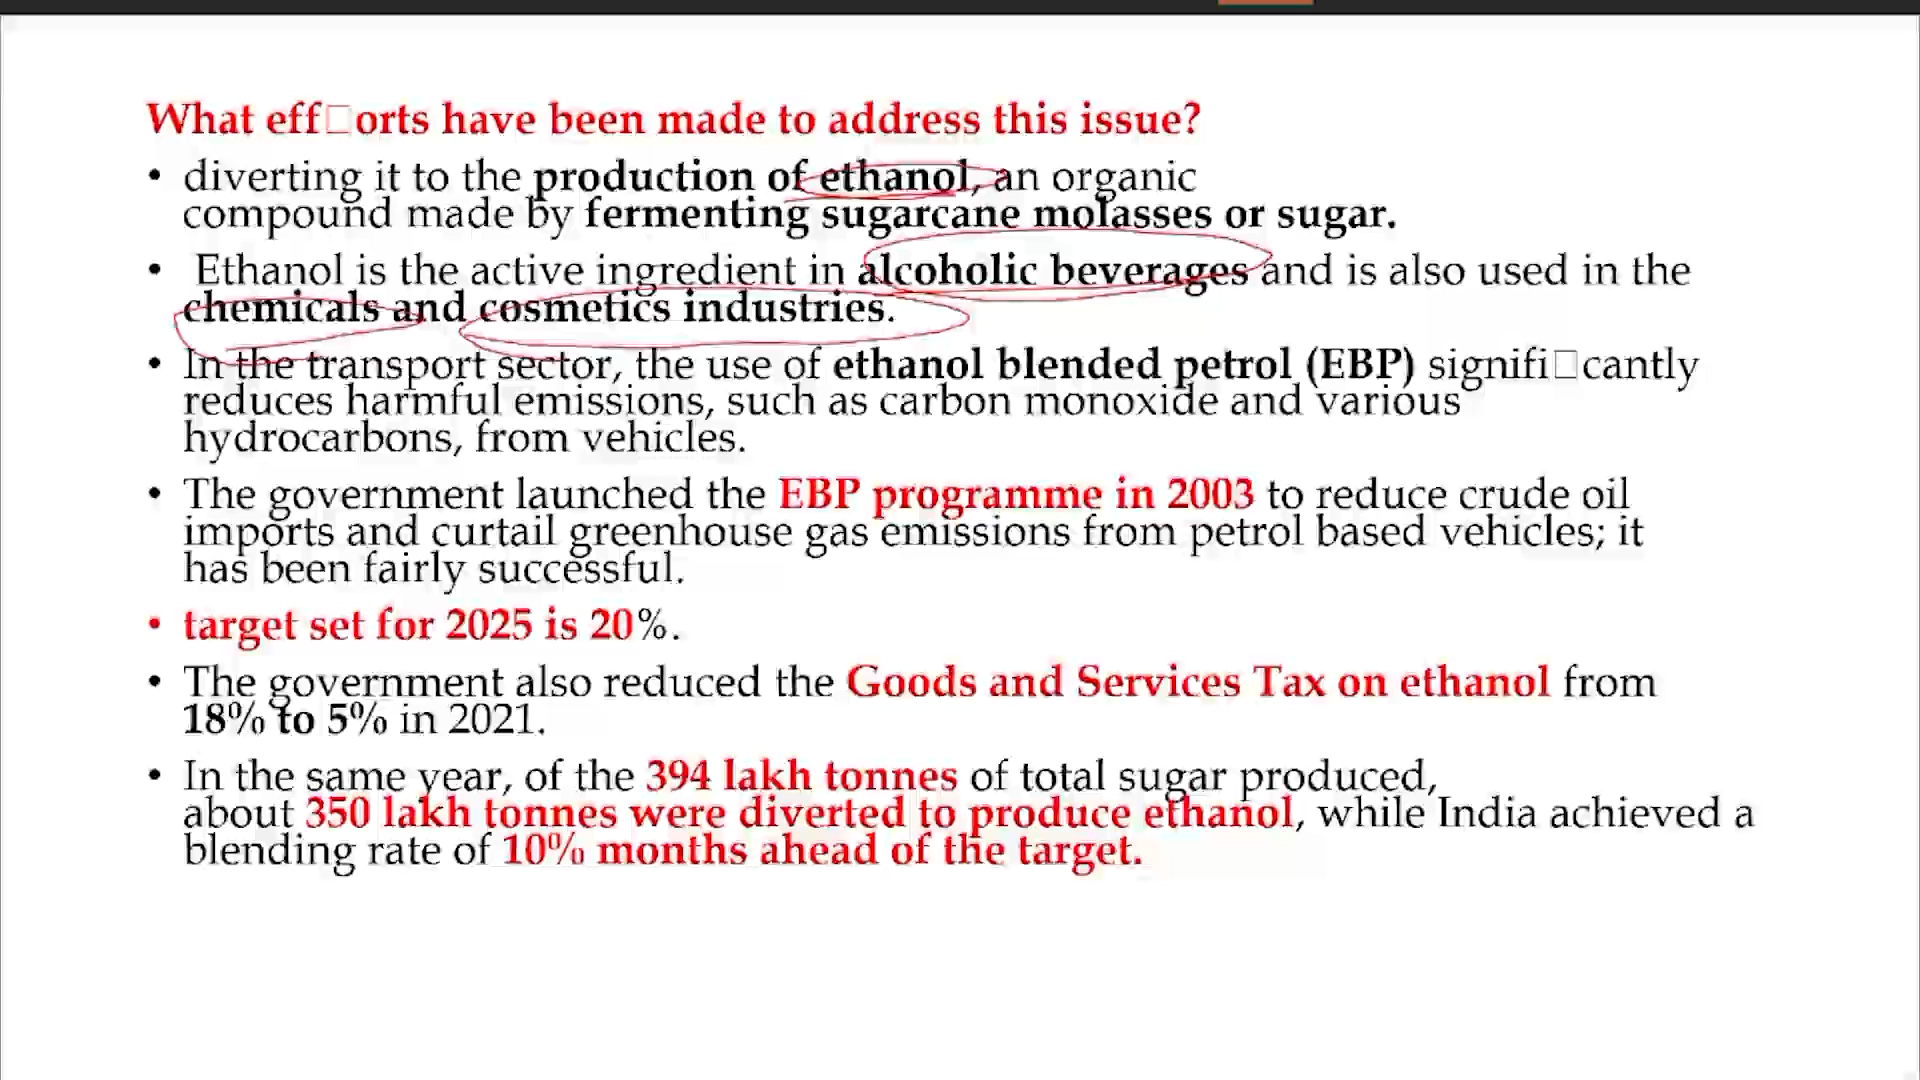 What eff□orts have been made to address this issue?
• diverting it to the production of ethanol, an organic
compound made by fermenting sugarcane molasses or sugar.
• Ethanol is the active ingredient in alcoholic beverages and is also used in the
chemicals and cosmetics industries.
• In the transport sector, the use of ethanol blended petrol (EBP) signifi□cantly
reduces harmful emissions, such as carbon monoxide and various
hydrocarbons, from vehicles.
• The government launched the EBP programme in 2003 to reduce crude oil
imports and curtail greenhouse gas emissions from petrol based vehicles; it
has been fairly successful.
• target set for 2025 is 20%.
• The government also reduced the Goods and Services Tax on ethanol from
18% to 5% in 2021.
• In the same year, of the 394 lakh tonnes of total sugar produced,
about 350 lakh tonnes were diverted to produce ethanol, while India achieved a
blending rate of 10% months ahead of the target.